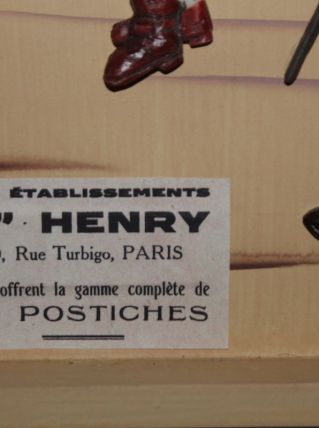 ÉTABLISSEMENTS
" HENRY
, Rue Turbigo, PARIS
offrent la gamme complète de
POSTICHES